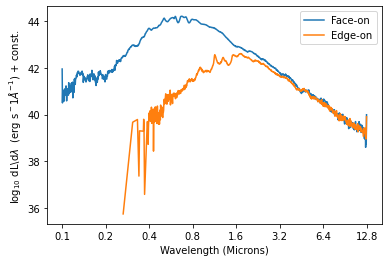 44
42
40
38
36
log₁₀ dL\dλ (erg s⁻1Å⁻¹) + const.
Face-on
Edge-on
0.1 0.2 0.4 0.8 1.6 3.2 6.4 12.8
Wavelength (Microns)